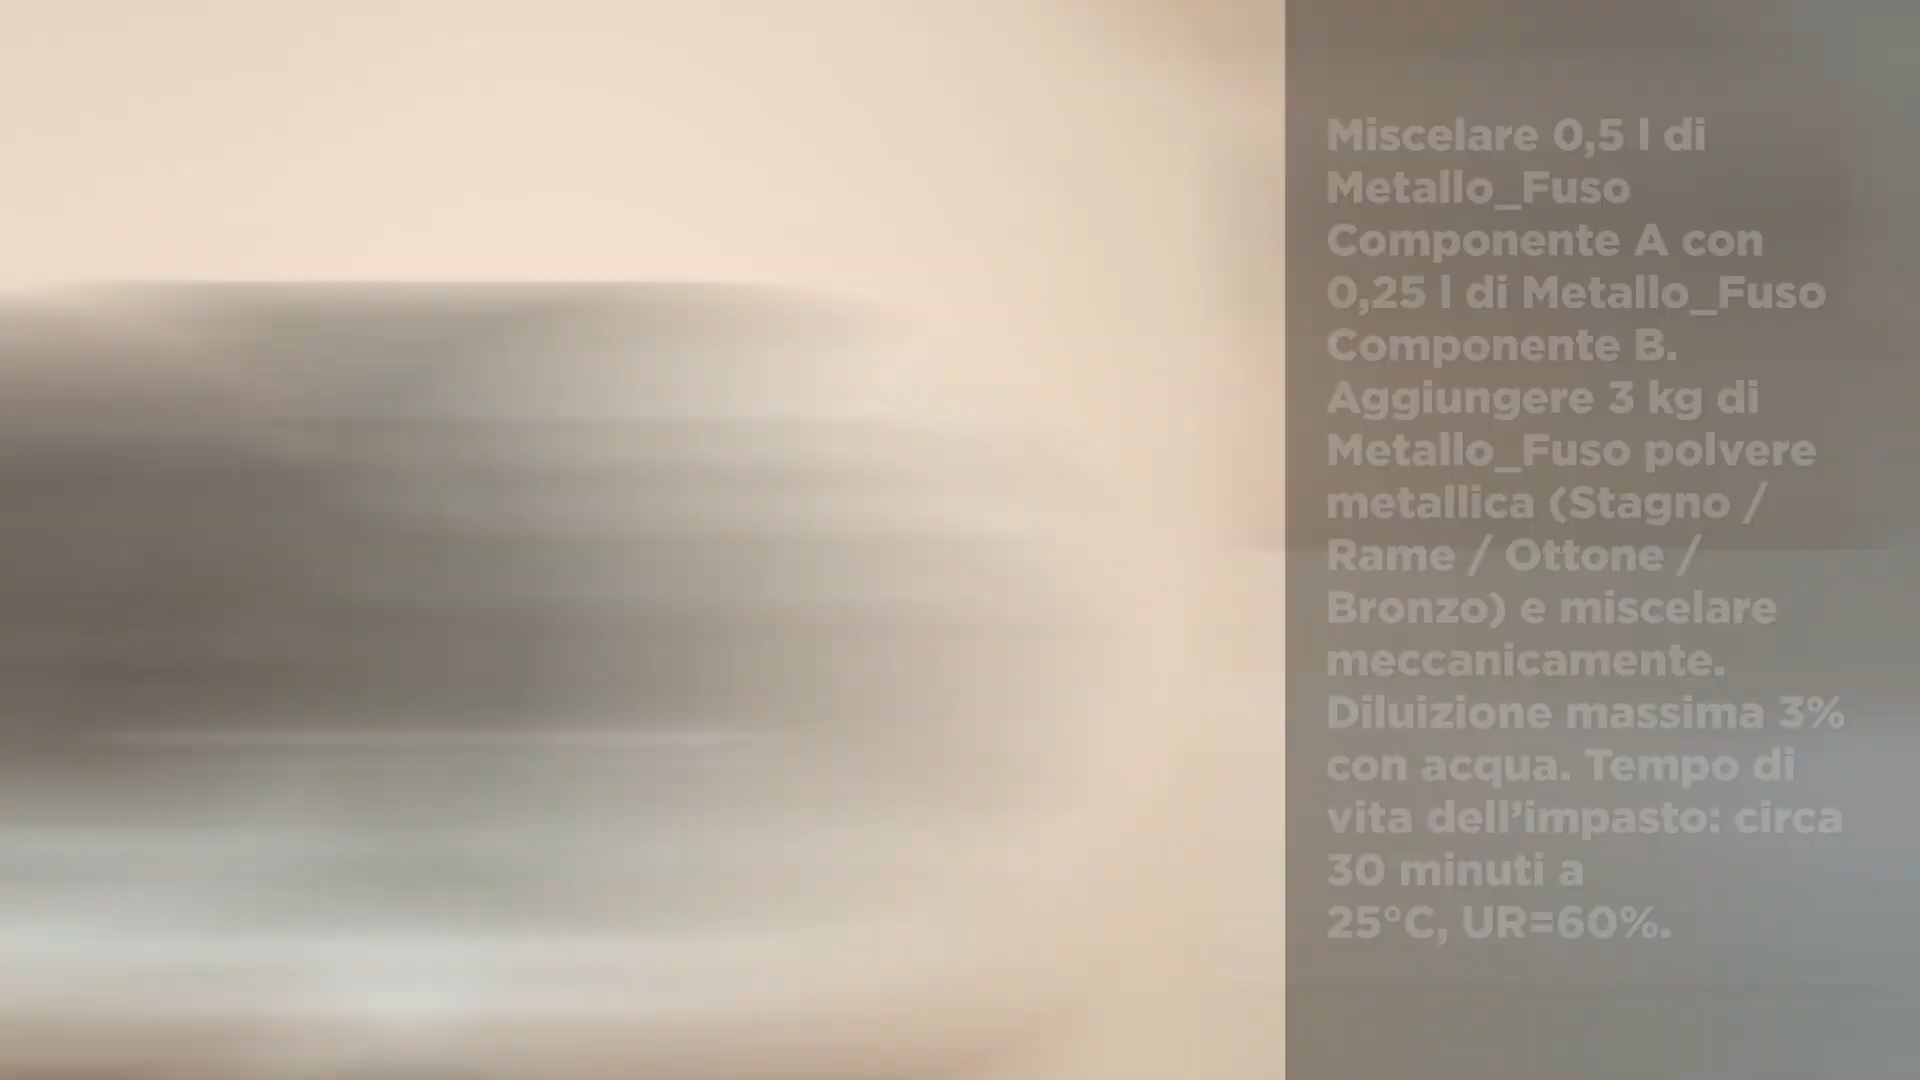 Miscelare 0,5 l di
Metallo_Fuso
Componente A con
0,25 l di Metallo_Fuso
Componente B.
Aggiungere 3 kg di
Metallo_Fuso polvere
metallica (Stagno /
Rame / Ottone /
Bronzo) e miscelare
meccanicamente.
Diluizione massima 3%
con acqua. Tempo di
vita dell’impasto: circa
30 minuti a
25°C, UR=60%.